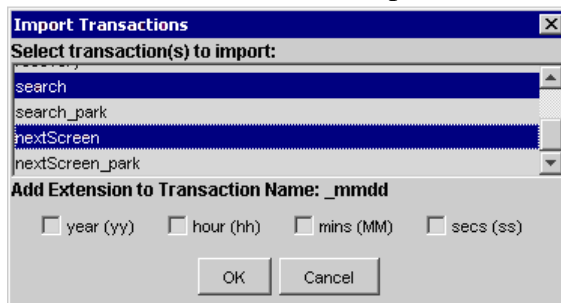 Import Transactions
Select transaction(s) to import:
search
search_park
nextScreen
nextScreen_park
Add Extension to Transaction Name: _mmdd
year (yy) hour (hh) mins (MM) secs (ss)
OK Cancel